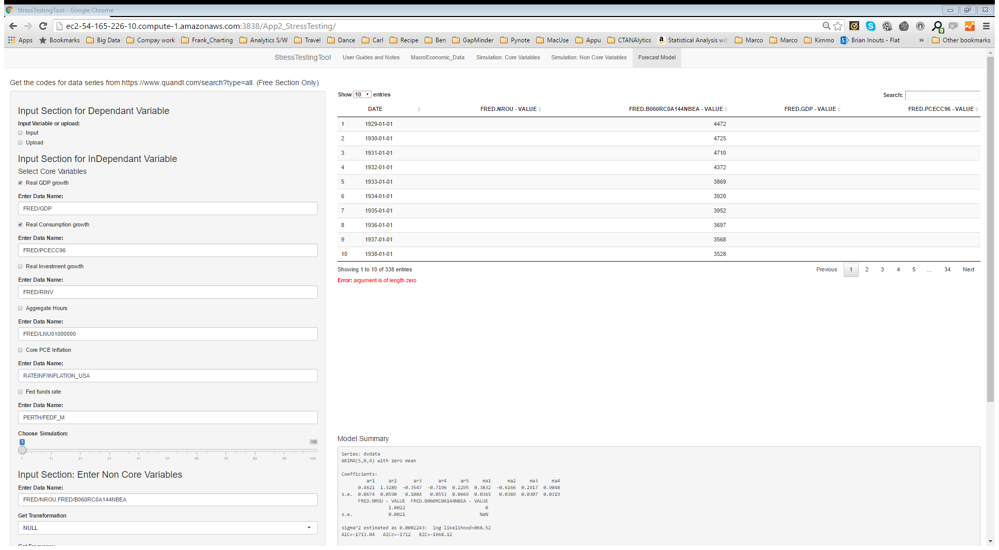 StressTestingTool - Google Chrome
ec2-54-165-226-10.compute-1.amazonaws.com:3838/App2_StressTesting/
Apps Bookmarks Big Data Compay work Frank_Charting Analytics S/W Travel Dance Carl Recipe Ben GapMinder Pynote MacUse Appu CTANAlytics Statistical Analysis wit Marco Marco Kimmo Brian Inouts - Flat » Other bookmarks
StressTestingTool User Guides and Notes MacroEconomic_Data Simulation: Core Variables Simulation: Non Core Variables Forecast Model
Get the codes for data series from https://www.quandl.com/search?type=all. (Free Section Only)
Input Section for Dependant Variable
Input Variable or upload:
Input
Upload
Input Section for InDependant Variable
Select Core Variables
Real GDP growth
Enter Data Name:
FRED/GDP
Real Consumption growth
Enter Data Name:
FRED/PCECC96
Real Investment growth
Enter Data Name:
FRED/RINV
Aggregate Hours
Enter Data Name:
FRED/LNU01000000
Core PCE Inflation
Enter Data Name:
RATEINF/INFLATION_USA
Fed funds rate
Enter Data Name:
PERTH/FEDF_M
Choose Simulation:
1 100
1 11 21 31 41 51 60 70 80 90 100
Input Section: Enter Non Core Variables
Enter Data Name:
FRED/NROU,FRED/B060RC0A144NBEA
Get Transformation
NULL
Get Frequency
Show 10 entries Search:
DATE FRED.NROU - VALUE FRED.B060RC0A144NBEA - VALUE FRED.GDP - VALUE FRED.PCECC96 - VALUE
1 1929-01-01 4472
2 1930-01-01 4725
3 1931-01-01 4710
4 1932-01-01 4372
5 1933-01-01 3869
6 1934-01-01 3920
7 1935-01-01 3952
8 1936-01-01 3697
9 1937-01-01 3568
10 1938-01-01 3528
Showing 1 to 10 of 338 entries Previous 1 2 3 4 5 … 34 Next
Error: argument is of length zero
Model Summary
Series: dvdata
ARIMA(5,0,4) with zero mean
Coefficients:
ar1 ar2 ar3 ar4 ar5 ma1 ma2 ma3 ma4
0.4621 1.3289 -0.3547 -0.7196 0.2295 0.3832 -0.6166 0.2917 0.9048
s.e. 0.0674 0.0590 0.1084 0.0553 0.0669 0.0365 0.0389 0.0307 0.0319
FRED.NROU - VALUE FRED.B060RC0A144NBEA - VALUE
1.0022 0
s.e. 0.0021 NaN
sigma^2 estimated as 0.0002243: log likelihood=868.52
AIC=-1713.04 AICc=-1712 BIC=-1668.12